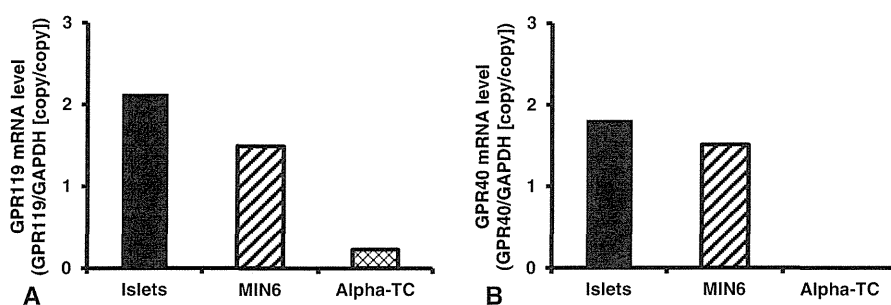 GPR119 mRNA level
(GPR119/GAPDH [copy/copy])
3
2
1
0
Islets
MIN6
Alpha-TC
A
GPR40 mRNA level
(GPR40/GAPDH [copy/copy])
3
2
1
0
Islets
MIN6
Alpha-TC
B